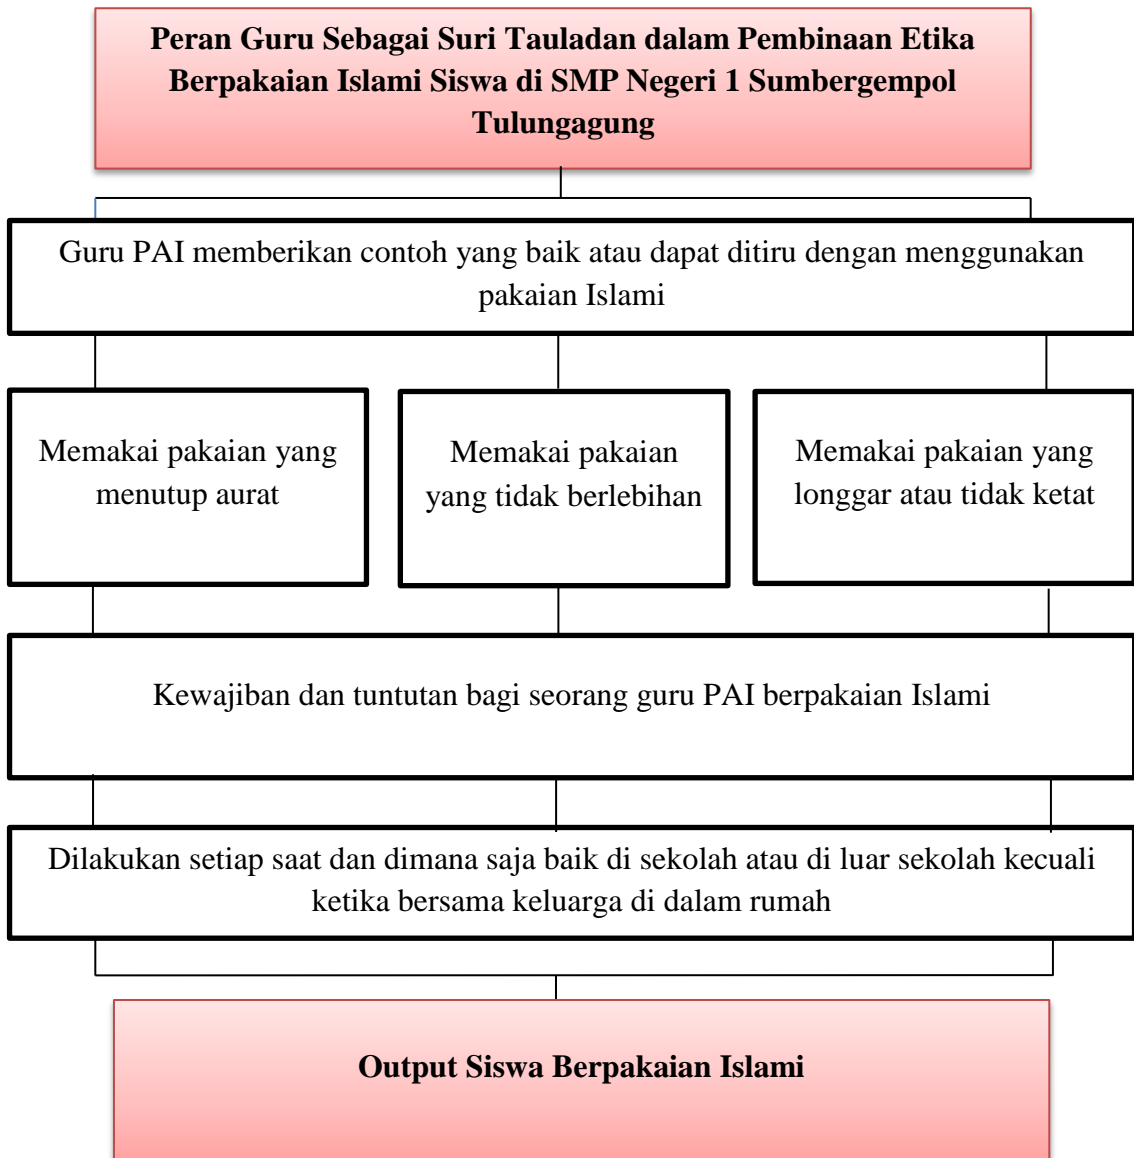 Peran Guru Sebagai Suri Tauladan dalam Pembinaan Etika
Berpakaian Islami Siswa di SMP Negeri 1 Sumbergempol
Tulungagung
Guru PAI memberikan contoh yang baik atau dapat ditiru dengan menggunakan
pakaian Islami
Memakai pakaian yang
menutup aurat
Memakai pakaian
yang tidak berlebihan
Memakai pakaian yang
longgar atau tidak ketat
Kewajiban dan tuntutan bagi seorang guru PAI berpakaian Islami
Dilakukan setiap saat dan dimana saja baik di sekolah atau di luar sekolah kecuali
ketika bersama keluarga di dalam rumah
Output Siswa Berpakaian Islami